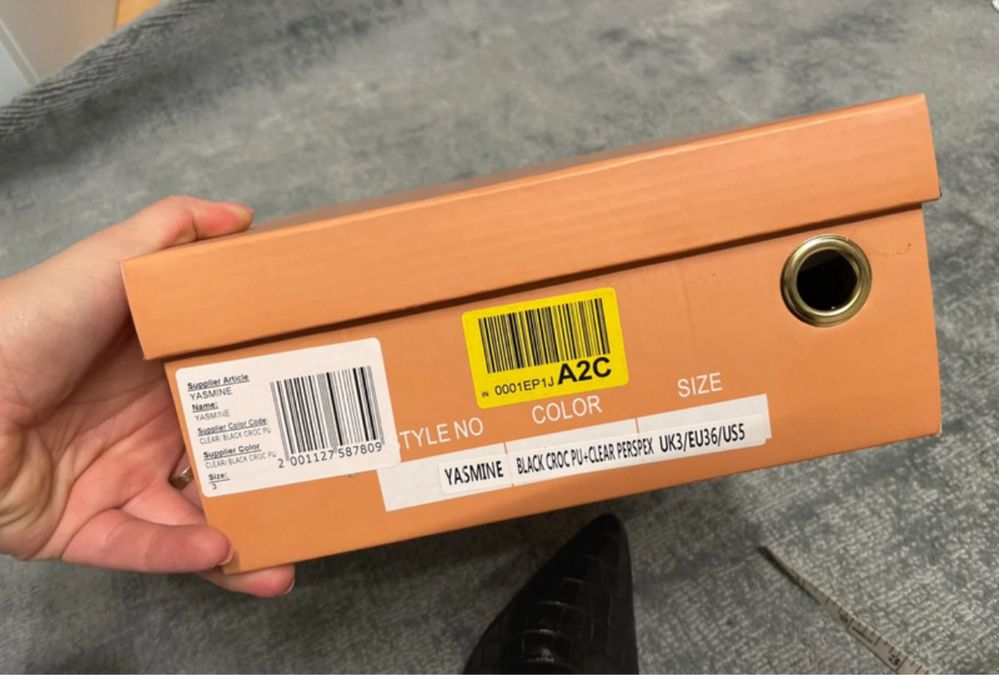 Supplier Article
YASMINE
Name:
YASMINE
Supplier Color Code:
CLEAR/ BLACK CROC PU
Supplier Color
CLEAR/ BLACK CROC PU
Size:
3
2 001127 587809
IN 0001EP1J A2C
TYLE NO COLOR SIZE
YASMINE BLACK CROC PU+CLEAR PERSPEX UK3/EU36/US5